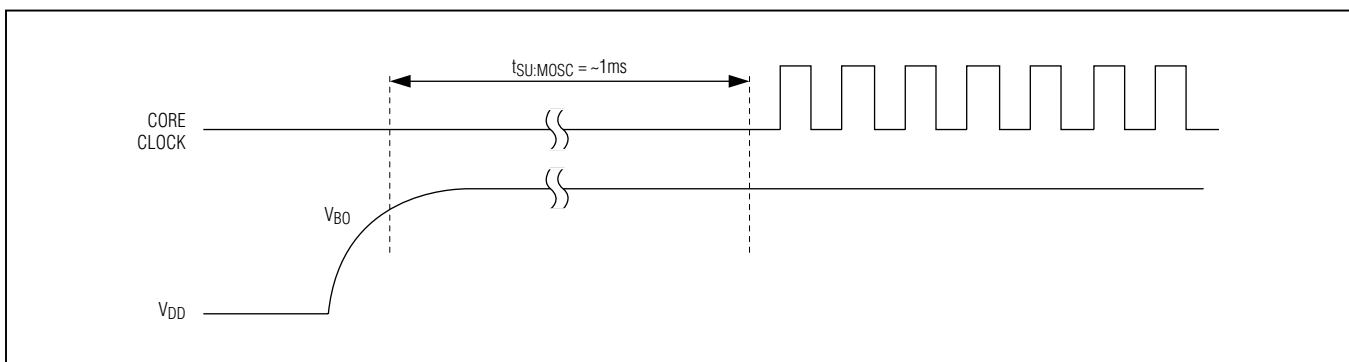 tSU:MOSC = ~1ms
CORE
CLOCK
VBO
VDD